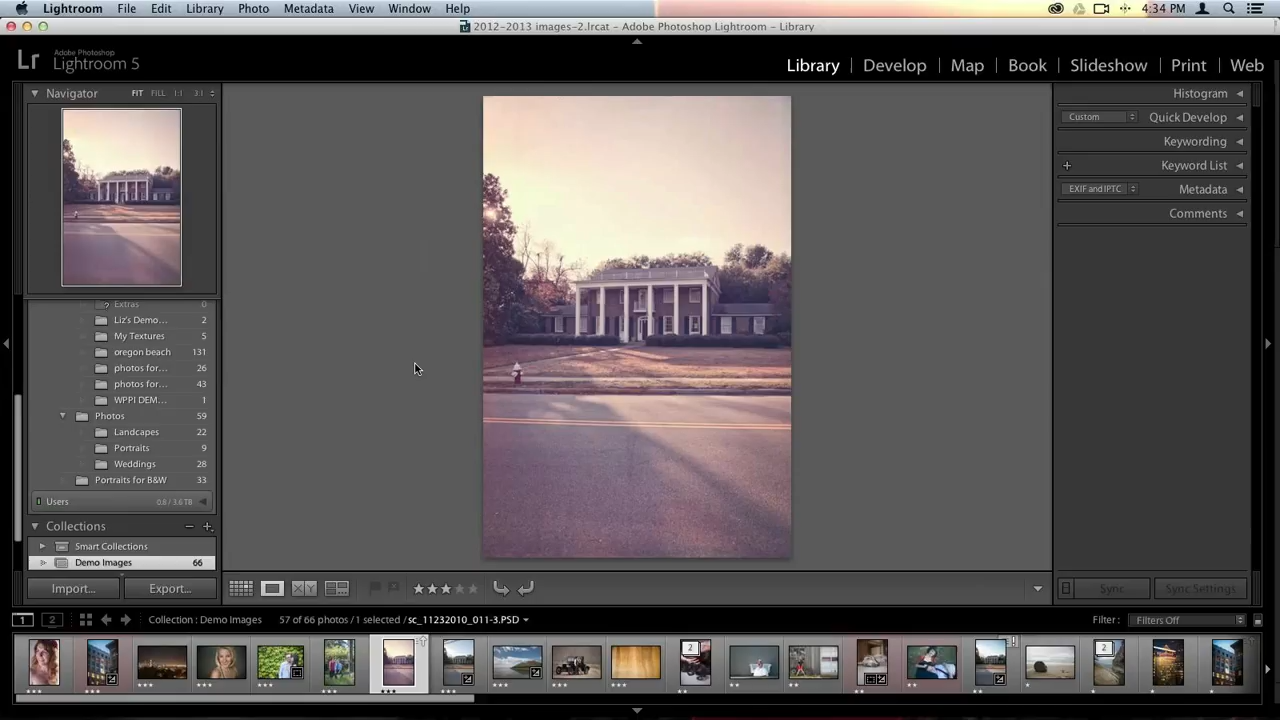 Lightroom File Edit Library Photo Metadata View Window Help 4:34 PM
2012-2013 images-2.lrcat - Adobe Photoshop Lightroom - Library
Lr Adobe Photoshop Lightroom 5
Library | Develop | Map | Book | Slideshow | Print | Web
Navigator FIT FILL 1:1 3:1
Extras 0
Liz's Demo... 2
My Textures 5
oregon beach 131
photos for... 26
photos for... 43
WPPI DEM... 1
Photos 59
Landscapes 22
Portraits 9
Weddings 28
Portraits for B&W 33
Users 0.8 / 3.6 TB
Collections
Smart Collections
Demo Images 66
Import... Export...
Histogram
Custom Quick Develop
Keywording
Keyword List
EXIF and IPTC Metadata
Comments
X Y
Sync Sync Settings
1 2 Collection : Demo Images 57 of 66 photos / 1 selected / sc_11232010_011-3.PSD Filter : Filters Off
2
2